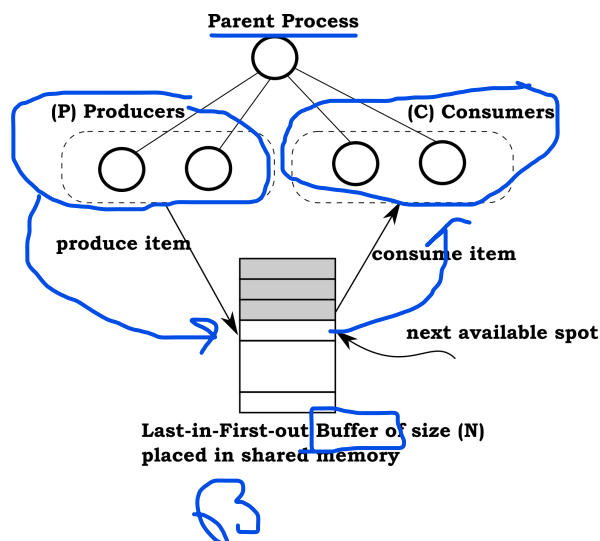 Parent Process
(P) Producers
(C) Consumers
produce item
consume item
next available spot
Last-in-First-out Buffer of size (N)
placed in shared memory